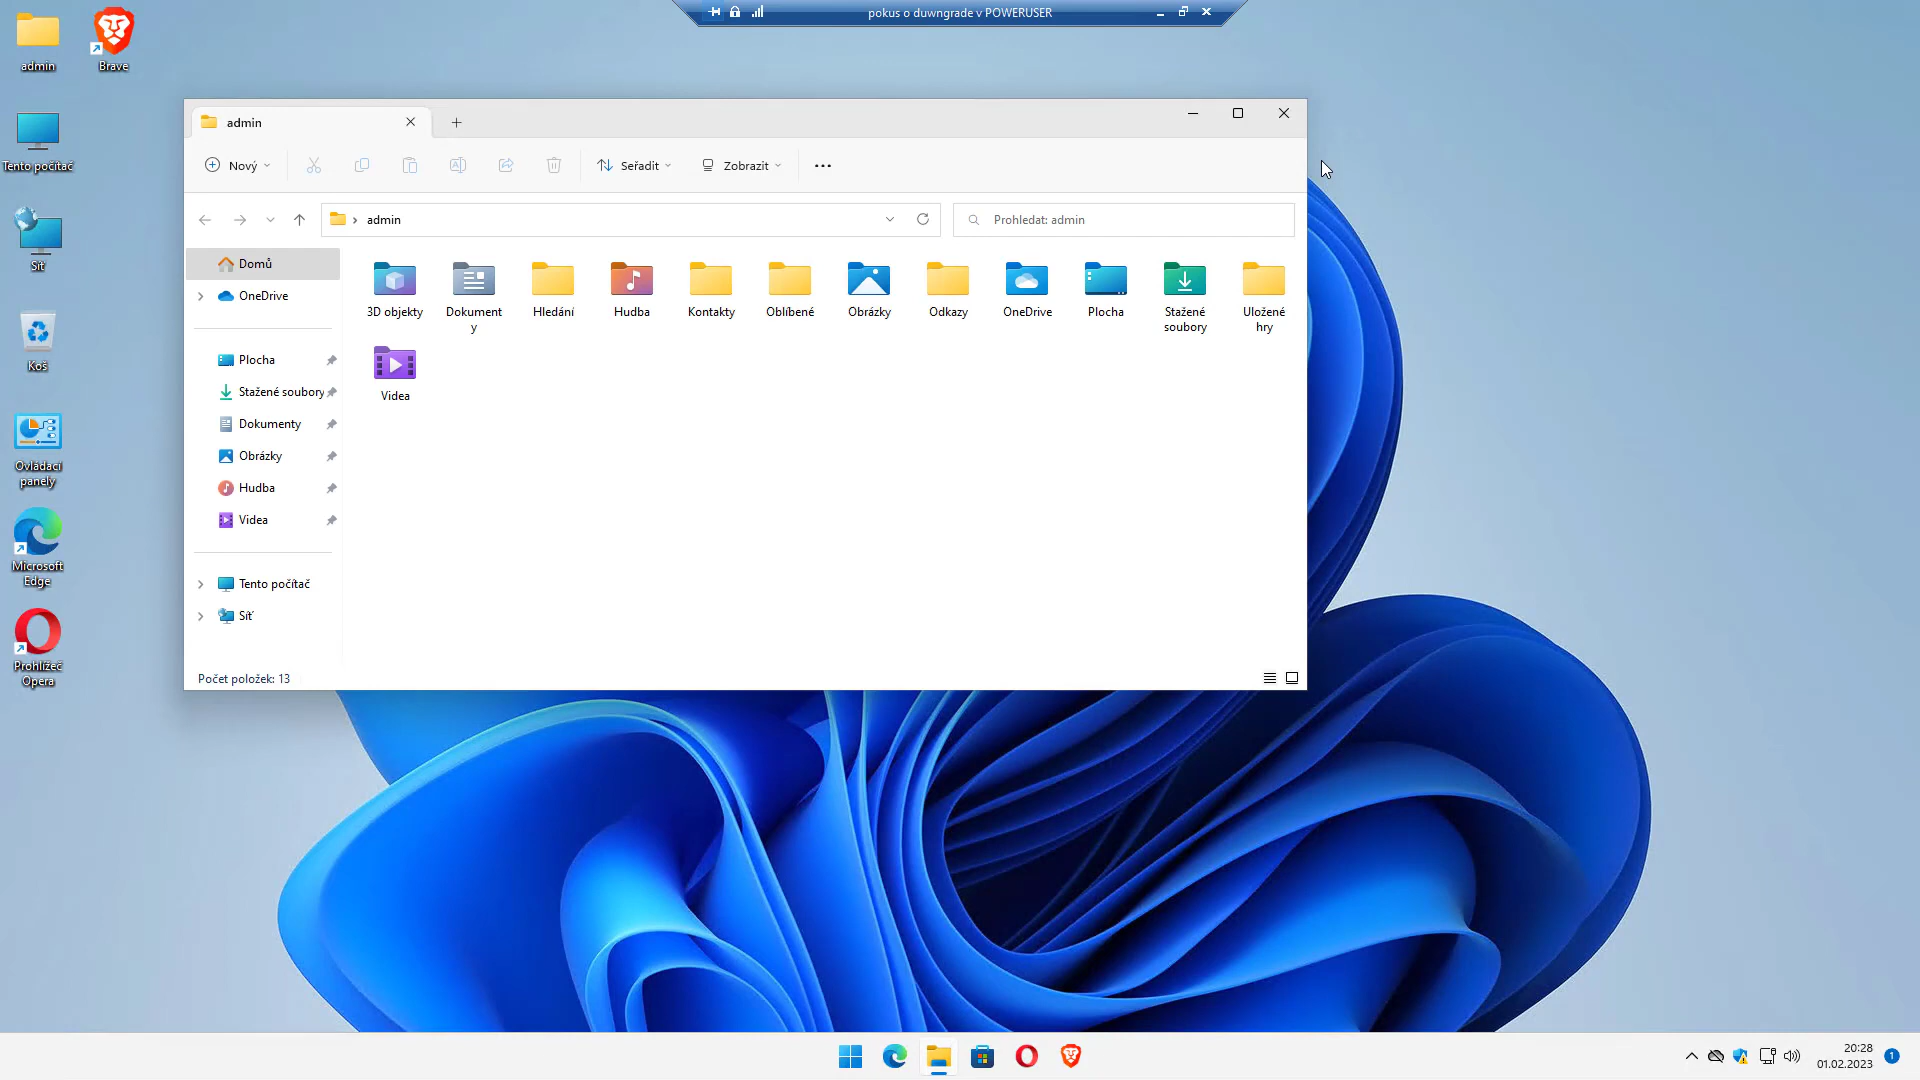 pokus o duwngrade v POWERUSER
admin
Brave
Tento počítač
Síť
Koš
Ovládací
panely
Microsoft
Edge
Prohlížeč
Opera
admin
Nový
Seřadit
Zobrazit
admin
Prohledat: admin
Domů
OneDrive
Plocha
Stažené soubory
Dokumenty
Obrázky
Hudba
Videa
Tento počítač
Síť
3D objekty
Dokument
y
Hledání
Hudba
Kontakty
Oblíbené
Obrázky
Odkazy
OneDrive
Plocha
Stažené
soubory
Uložené
hry
Videa
Počet položek: 13
20:28
01.02.2023
1